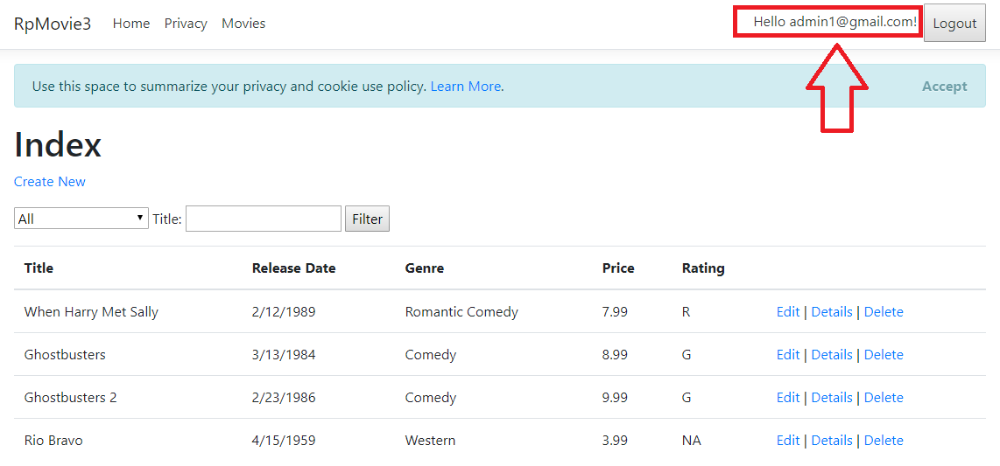 RpMovie3 Home Privacy Movies Hello admin1@gmail.com! Logout
Use this space to summarize your privacy and cookie use policy. Learn More. Accept
Index
Create New
All Title: Filter
Title Release Date Genre Price Rating
When Harry Met Sally 2/12/1989 Romantic Comedy 7.99 R Edit | Details | Delete
Ghostbusters 3/13/1984 Comedy 8.99 G Edit | Details | Delete
Ghostbusters 2 2/23/1986 Comedy 9.99 G Edit | Details | Delete
Rio Bravo 4/15/1959 Western 3.99 NA Edit | Details | Delete